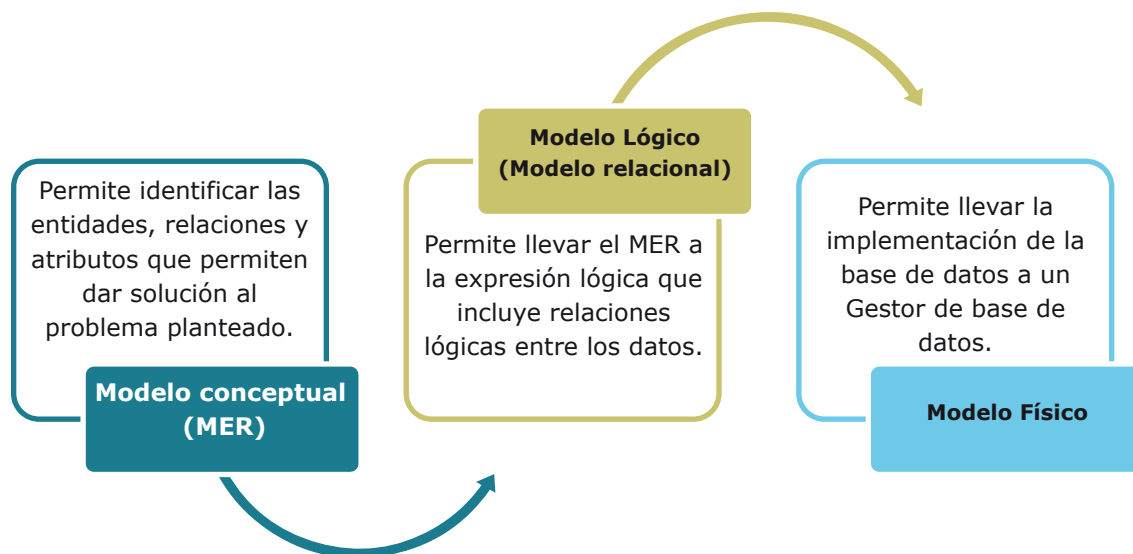 Permite identificar las
entidades, relaciones y
atributos que permiten
dar solución al
problema planteado.
Modelo conceptual
(MER)
Modelo Lógico
(Modelo relacional)
Permite llevar el MER a
la expresión lógica que
incluye relaciones
lógicas entre los datos.
Permite llevar la
implementación de la
base de datos a un
Gestor de base de
datos.
Modelo Físico